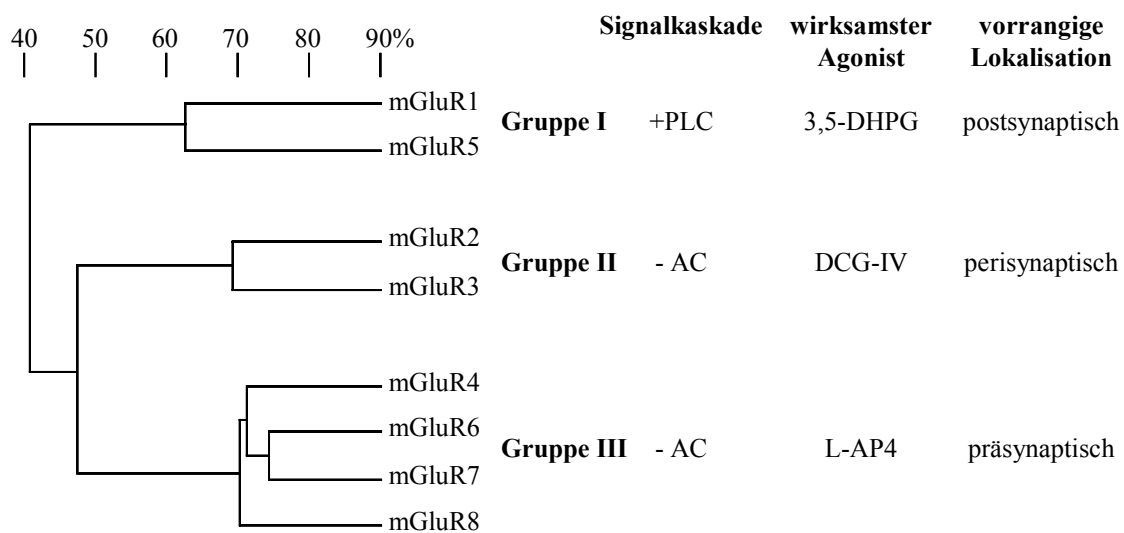 40 50 60 70 80 90%
Signalkaskade wirksamster vorrangige
Agonist Lokalisation
mGluR1
Gruppe I +PLC 3,5-DHPG postsynaptisch
mGluR5
mGluR2
Gruppe II - AC DCG-IV perisynaptisch
mGluR3
mGluR4
mGluR6
Gruppe III - AC L-AP4 präsynaptisch
mGluR7
mGluR8